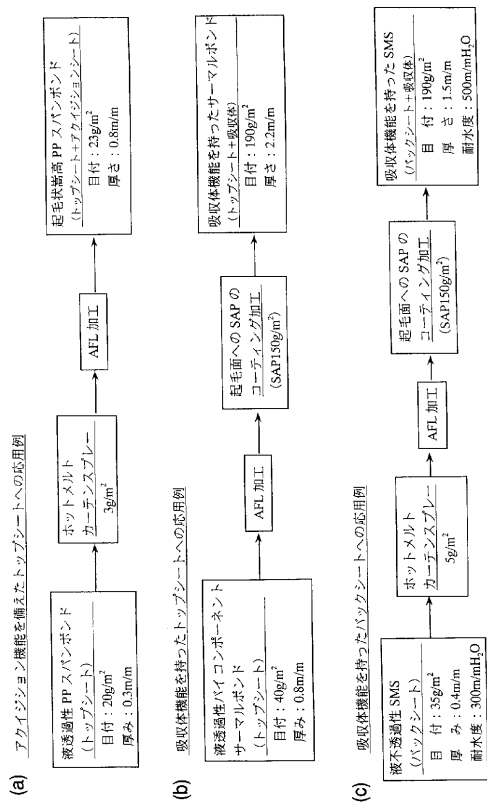 (a) アクイジション機能を備えたトップシートへの応用例
液透過性 PP スパンボンド
(トップシート)
目付:20g/m²
厚み:0.3m/m
ホットメルト
カーテンスプレー
3g/m²
AFL 加工
起毛状嵩高 PP スパンボンド
(トップシート+アクイジションシート)
目付:23g/m²
厚さ:0.8m/m
(b) 吸収体機能を持ったトップシートへの応用例
液透過性バイコンポーネント
サーマルボンド
(トップシート)
目付:40g/m²
厚み:0.8m/m
AFL 加工
起毛面への SAP の
コーティング加工
(SAP150g/m²)
吸収体機能を持ったサーマルボンド
(トップシート+吸収体)
目付:190g/m²
厚さ:2.2m/m
(c) 吸収体機能を持ったバックシートへの応用例
液不透過性 SMS
(バックシート)
目 付:35g/m²
厚 み:0.4m/m
耐水度:300m/mH₂O
ホットメルト
カーテンスプレー
5g/m²
AFL 加工
起毛面への SAP の
コーティング加工
(SAP150g/m²)
吸収体機能を持った SMS
(バックシート+吸収体)
目 付:190g/m²
厚 さ:1.5m/m
耐水度:500m/mH2O